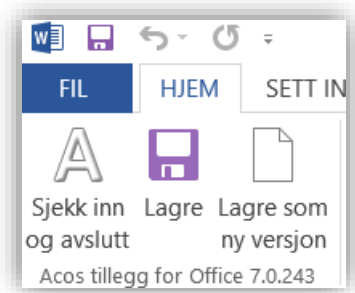 FIL HJEM SETT IN
Sjekk inn Lagre Lagre som
og avslutt ny versjon
Acos tillegg for Office 7.0.243